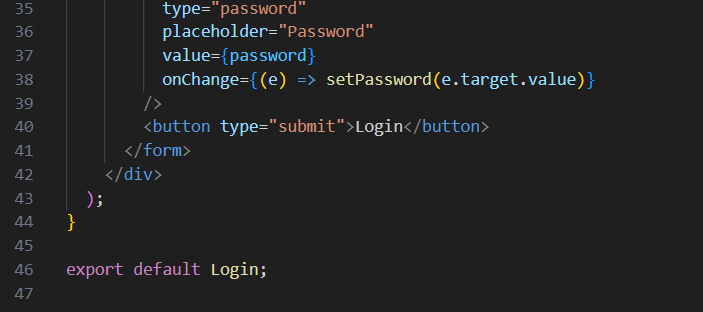 35 type="password"
36 placeholder="Password"
37 value={password}
38 onChange={(e) => setPassword(e.target.value)}
39 />
40 <button type="submit">Login</button>
41 </form>
42 </div>
43 );
44 }
45
46 export default Login;
47